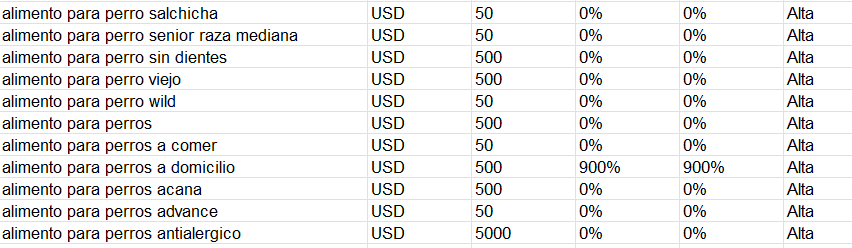 alimento para perro salchicha USD 50 0% 0% Alta
alimento para perro senior raza mediana USD 50 0% 0% Alta
alimento para perro sin dientes USD 500 0% 0% Alta
alimento para perro viejo USD 500 0% 0% Alta
alimento para perro wild USD 50 0% 0% Alta
alimento para perros USD 500 0% 0% Alta
alimento para perros a comer USD 50 0% 0% Alta
alimento para perros a domicilio USD 500 900% 900% Alta
alimento para perros acana USD 500 0% 0% Alta
alimento para perros advance USD 50 0% 0% Alta
alimento para perros antialergico USD 5000 0% 0% Alta